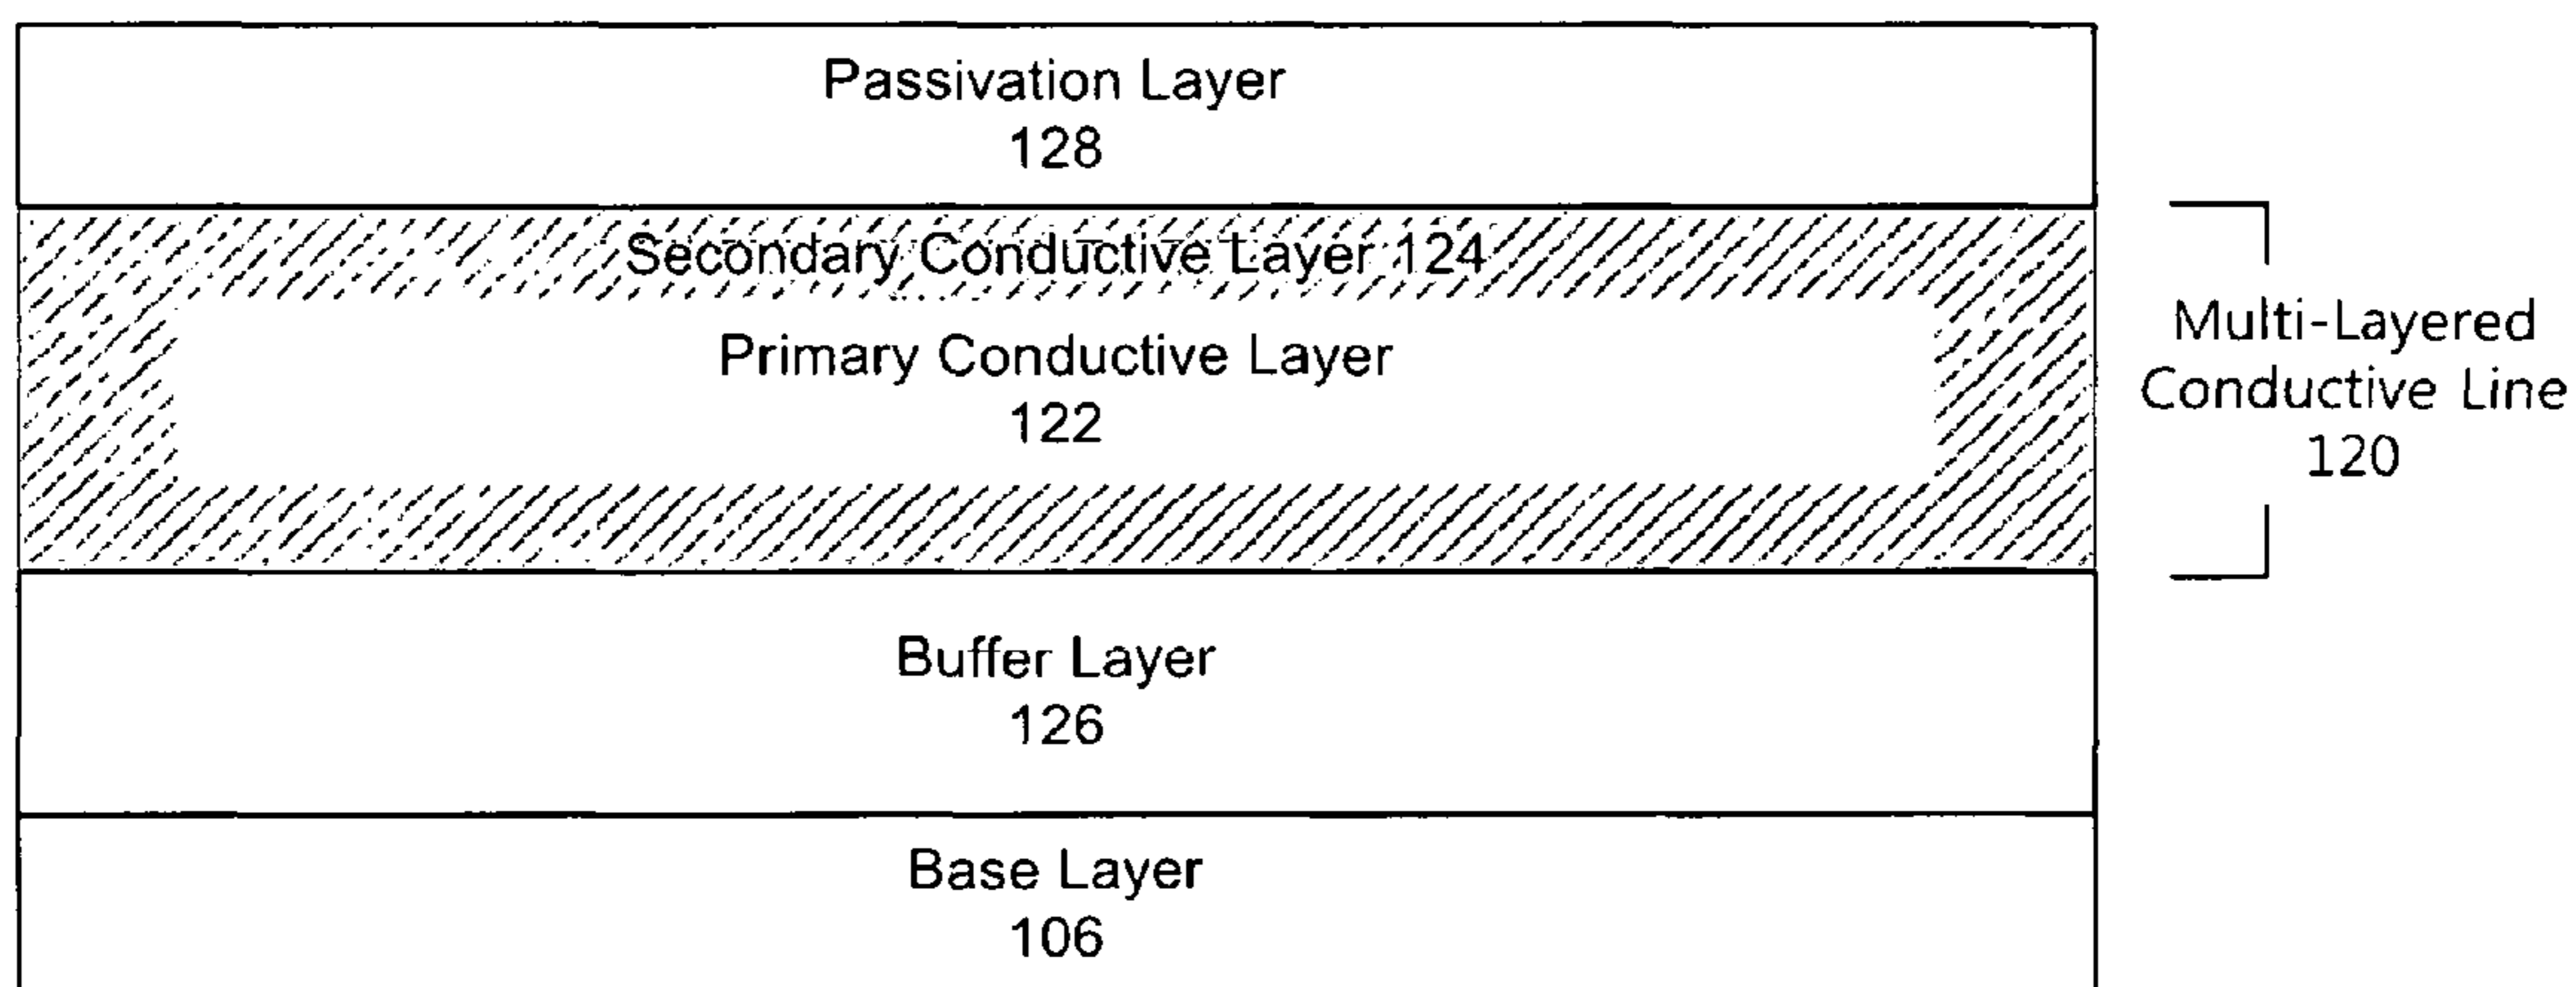 Passivation Layer
128
Secondary Conductive Layer 124
Primary Conductive Layer
122
Multi-Layered
Conductive Line
120
Buffer Layer
126
Base Layer
106